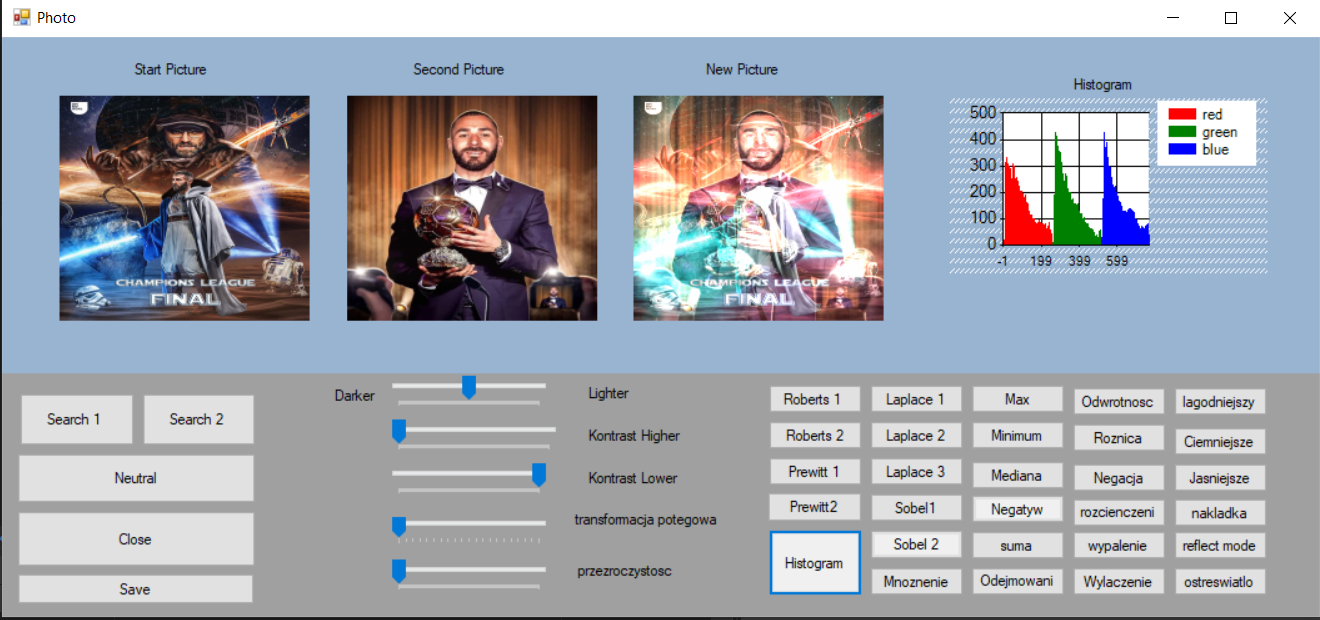 Photo
Start Picture
Second Picture
New Picture
CHAMPIONS LEAGUE
FINAL
CHAMPIONS LEAGUE
FINAL
Histogram
500
400
300
200
100
0
-1 199 399 599
red
green
blue
Search 1
Search 2
Neutral
Close
Save
Darker
Lighter
Kontrast Higher
Kontrast Lower
transformacja potegowa
przezroczystosc
Roberts 1
Laplace 1
Max
Odwrotnosc
lagodniejszy
Roberts 2
Laplace 2
Minimum
Roznica
Ciemniejsze
Prewitt 1
Laplace 3
Mediana
Negacja
Jasniejsze
Prewitt2
Sobel1
Negatyw
rozcienczeni
nakladka
Histogram
Sobel 2
suma
wypalenie
reflect mode
Mnoznenie
Odejmowani
Wylaczenie
ostreswiatlo